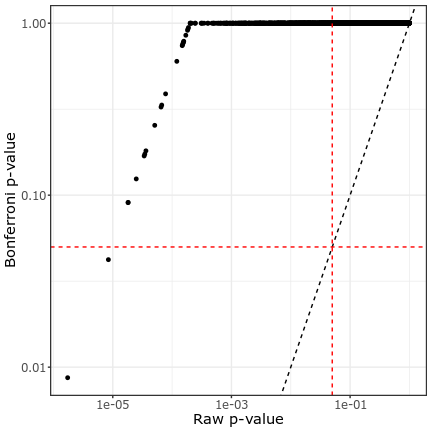 Bonferroni p-value
1.00
0.10
0.01
1e-05 1e-03 1e-01
Raw p-value